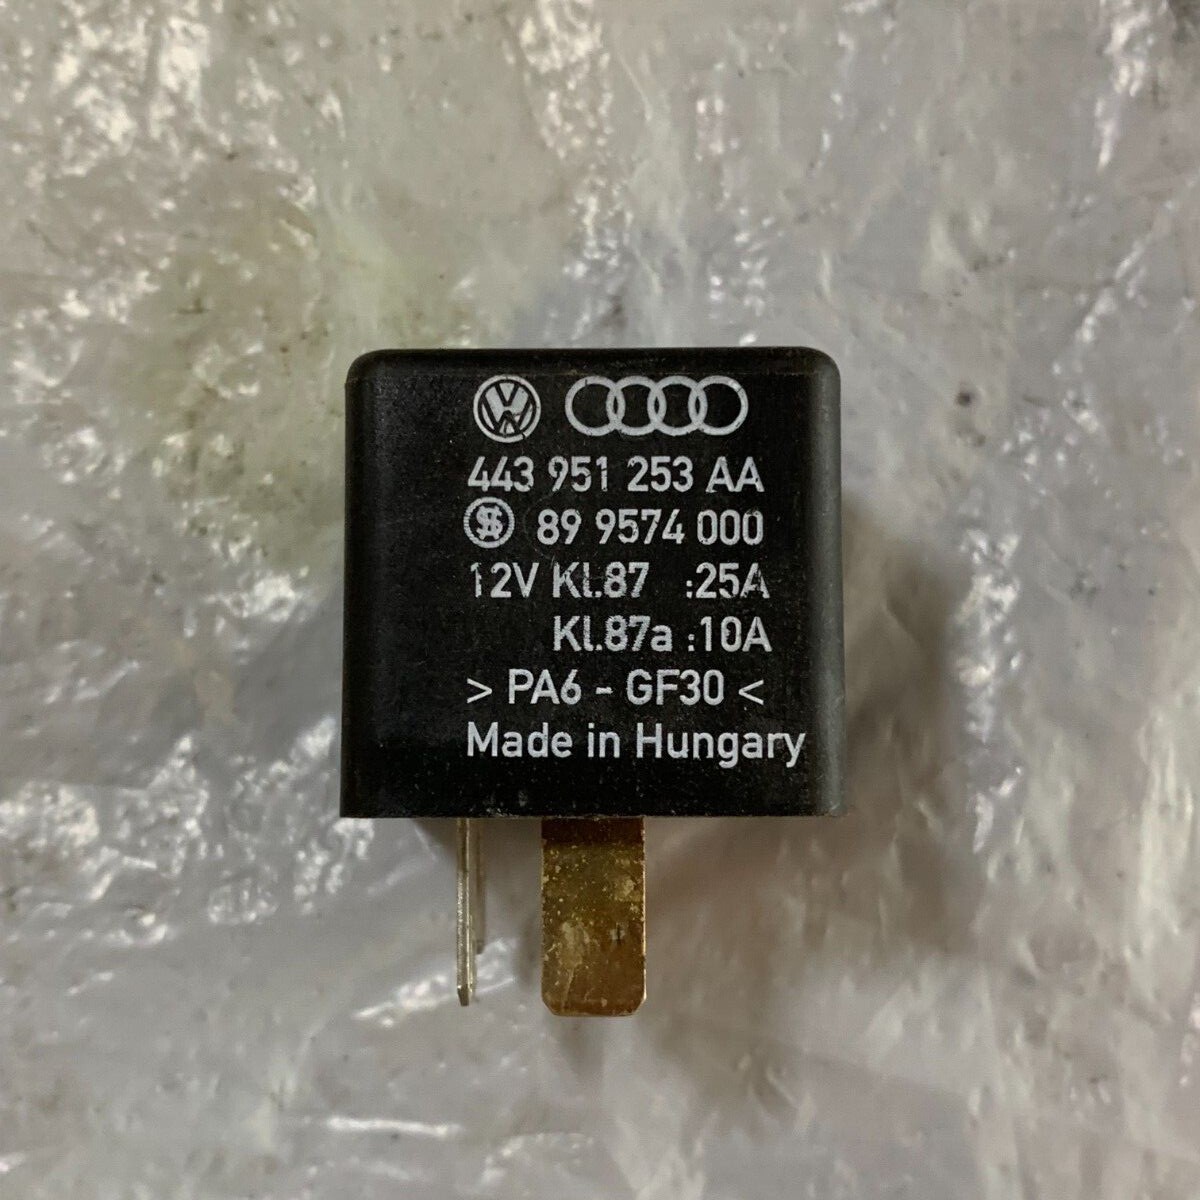 443 951 253 AA
89 9574 000
12V Kl.87 :25A
Kl.87a :10A
> PA6 - GF30 <
Made in Hungary